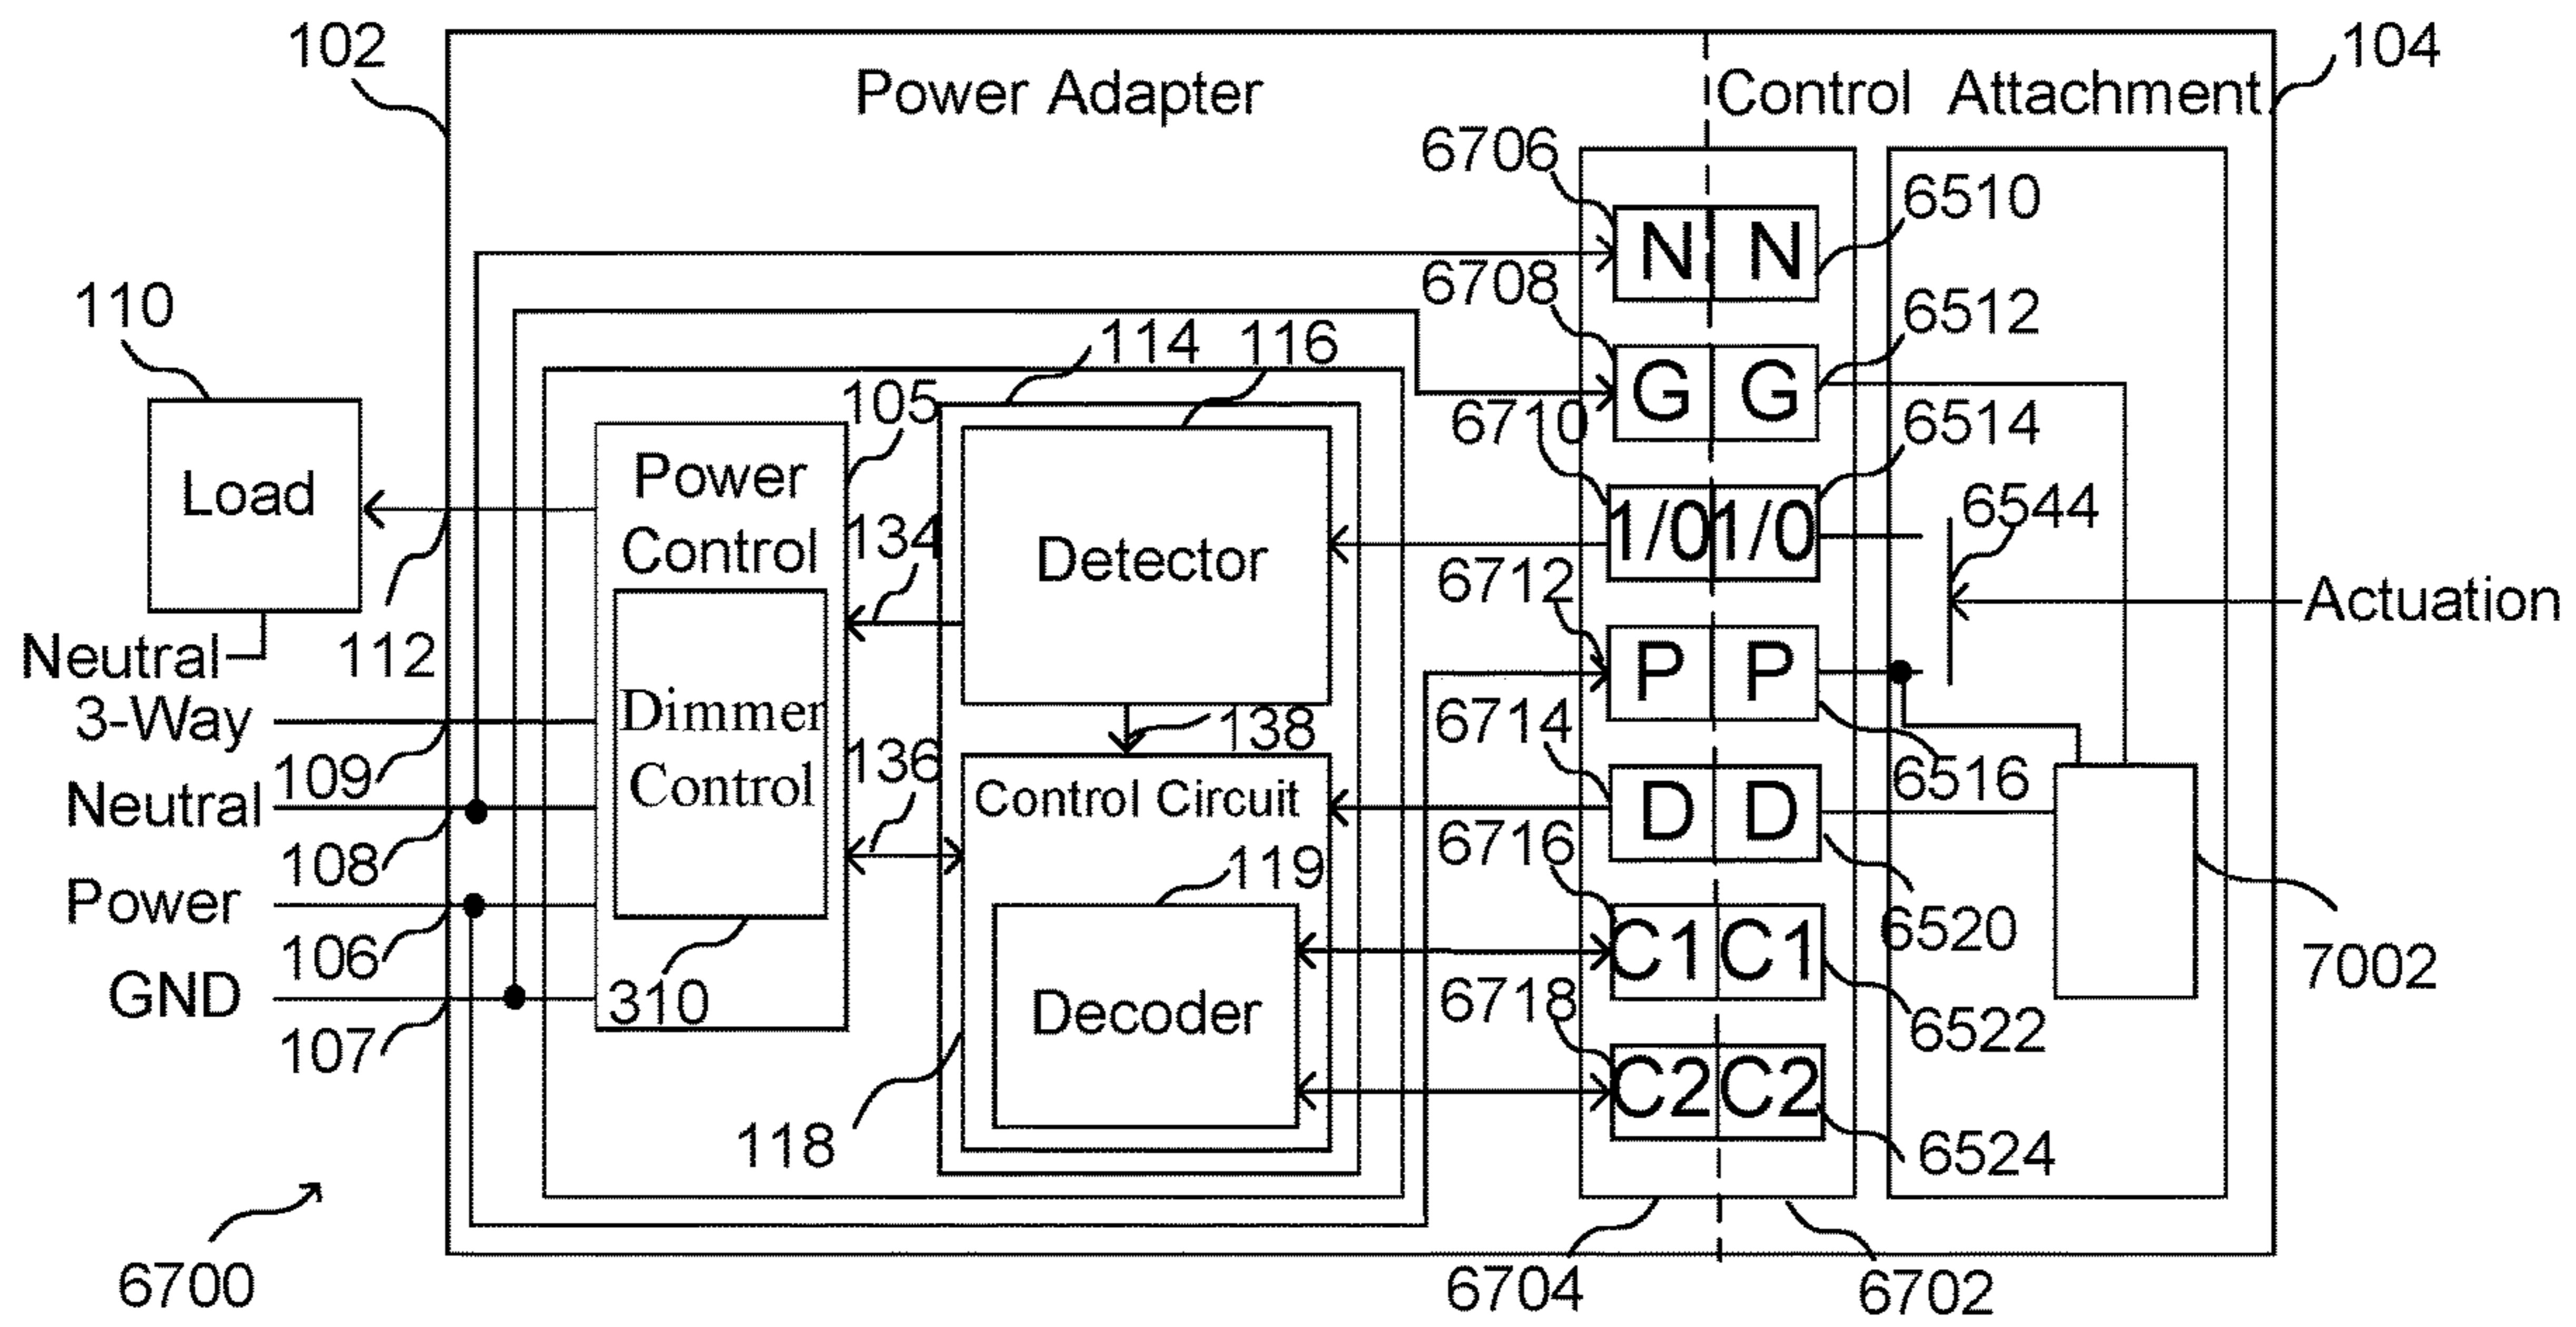 102
104
Power Adapter
Control Attachment
6706
N N
6510
6708
G G
6512
110
114
116
105
6710
1/0 1/0
6514
Load
Power
Control
Detector
6544
134
6712
P P
Actuation
Neutral
112
3-Way
Dimmer
Control
138
6714
6516
109
136
Neutral
Control Circuit
D D
108
6716
119
6520
Power
C1 C1
7002
106
GND
310
Decoder
6718
6522
107
C2 C2
118
6524
6700
6704
6702